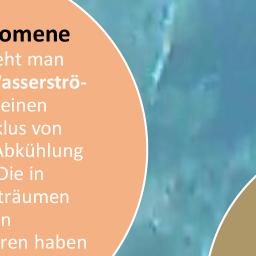 omene
eht man
Vasserströ-
einen
klus von
Abkühlung
Die in
träumen
n
ren haben